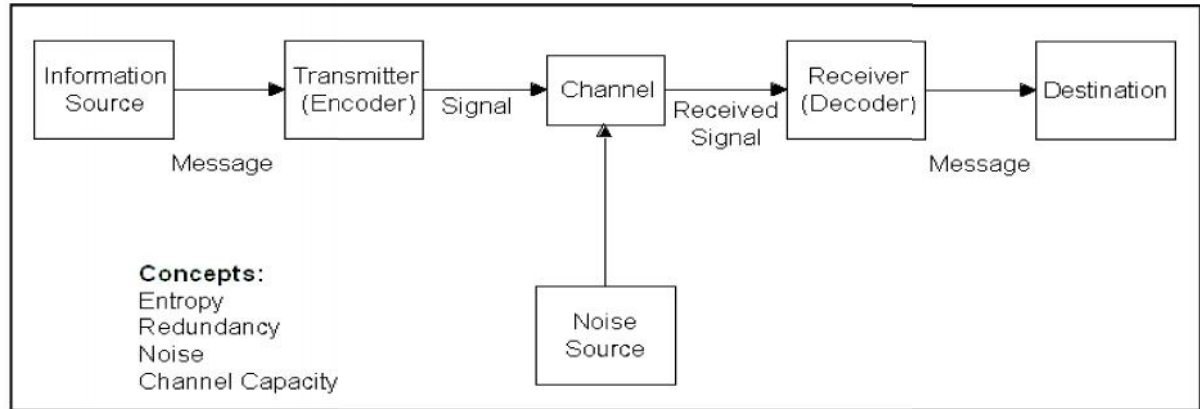 Information
Source
Transmitter
(Encoder)
Channel
Receiver
(Decoder)
Destination
Signal
Received
Signal
Message
Message
Concepts:
Entropy
Redundancy
Noise
Channel Capacity
Noise
Source